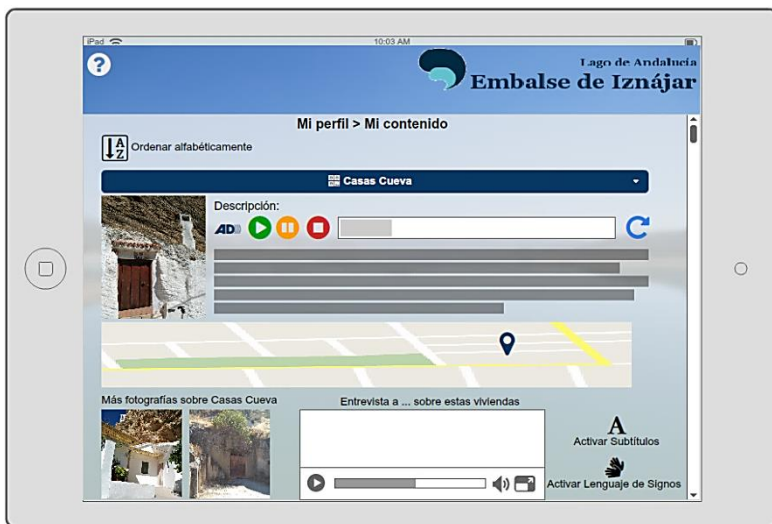 iPad 10:03 AM
?
Lago de Andalucía
Embalse de Iznájar
Mi perfil > Mi contenido
A
Z
Ordenar alfabéticamente
Casas Cueva
Descripción:
AD
Más fotografías sobre Casas Cueva
Entrevista a ... sobre estas viviendas
A
Activar Subtítulos
Activar Lenguaje de Signos